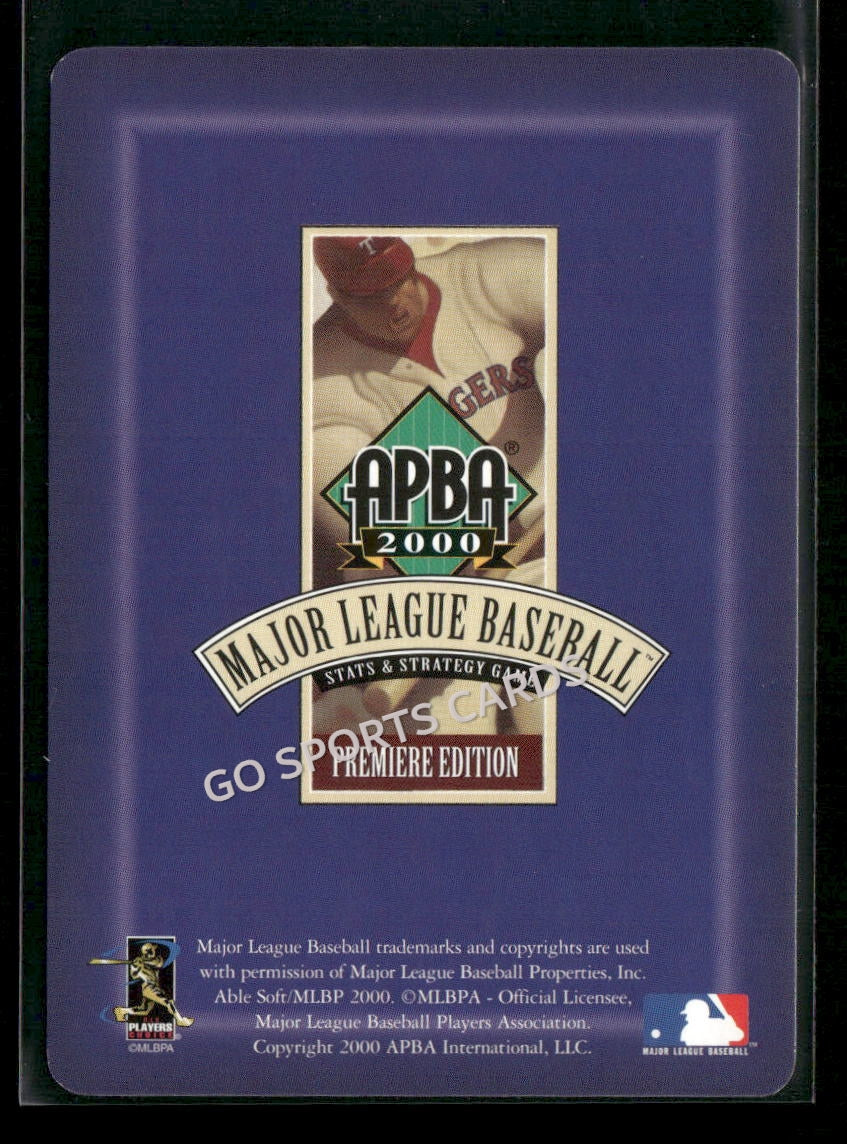 T
GERS
APBA®
2000
MAJOR LEAGUE BASEBALL™
STATS & STRATEGY GAME
GO SPORTS CARDS
PREMIERE EDITION
Major League Baseball trademarks and copyrights are used
with permission of Major League Baseball Properties, Inc.
Able Soft/MLBP 2000. ©MLBPA - Official Licensee,
Major League Baseball Players Association.
Copyright 2000 APBA International, LLC.
PLAYERS
CHOICE
©MLBPA
MAJOR LEAGUE BASEBALL™